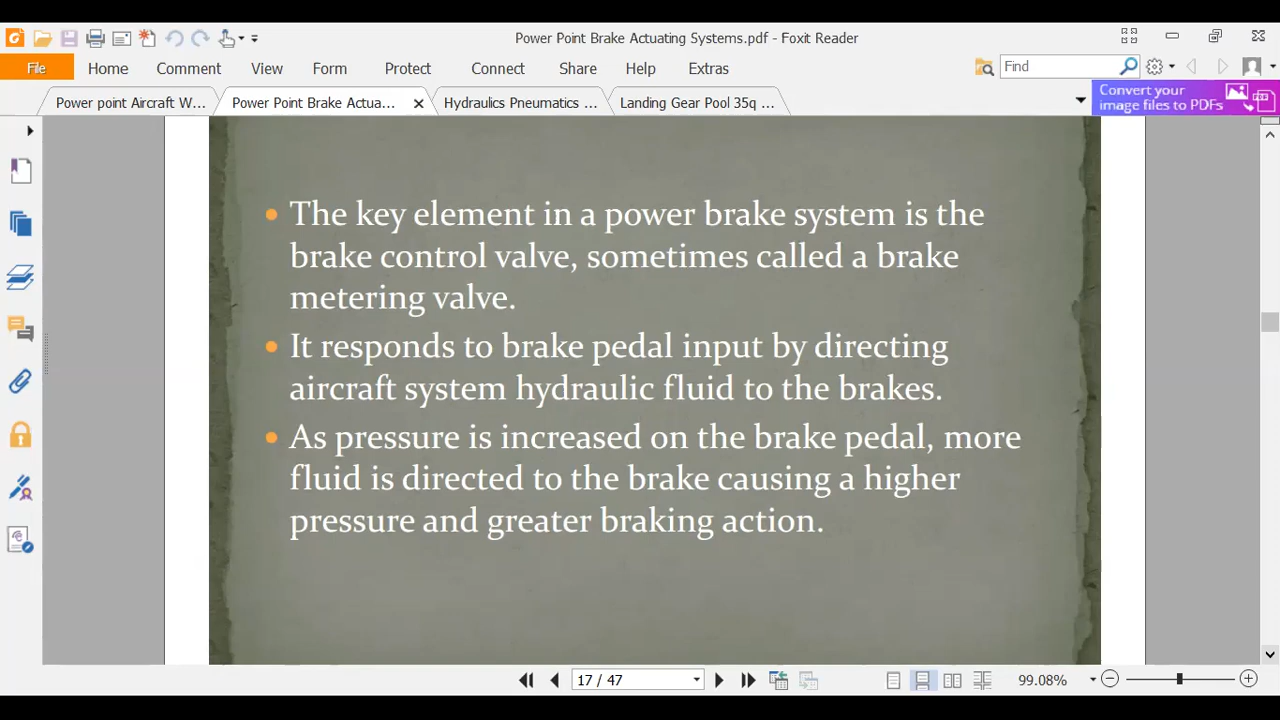 Power Point Brake Actuating Systems.pdf - Foxit Reader
File Home Comment View Form Protect Connect Share Help Extras Find
Power point Aircraft W... Power Point Brake Actua... Hydraulics Pneumatics ... Landing Gear Pool 35q ... Convert your
image files to PDFs
• The key element in a power brake system is the
brake control valve, sometimes called a brake
metering valve.
• It responds to brake pedal input by directing
aircraft system hydraulic fluid to the brakes.
• As pressure is increased on the brake pedal, more
fluid is directed to the brake causing a higher
pressure and greater braking action.
17 / 47 99.08%